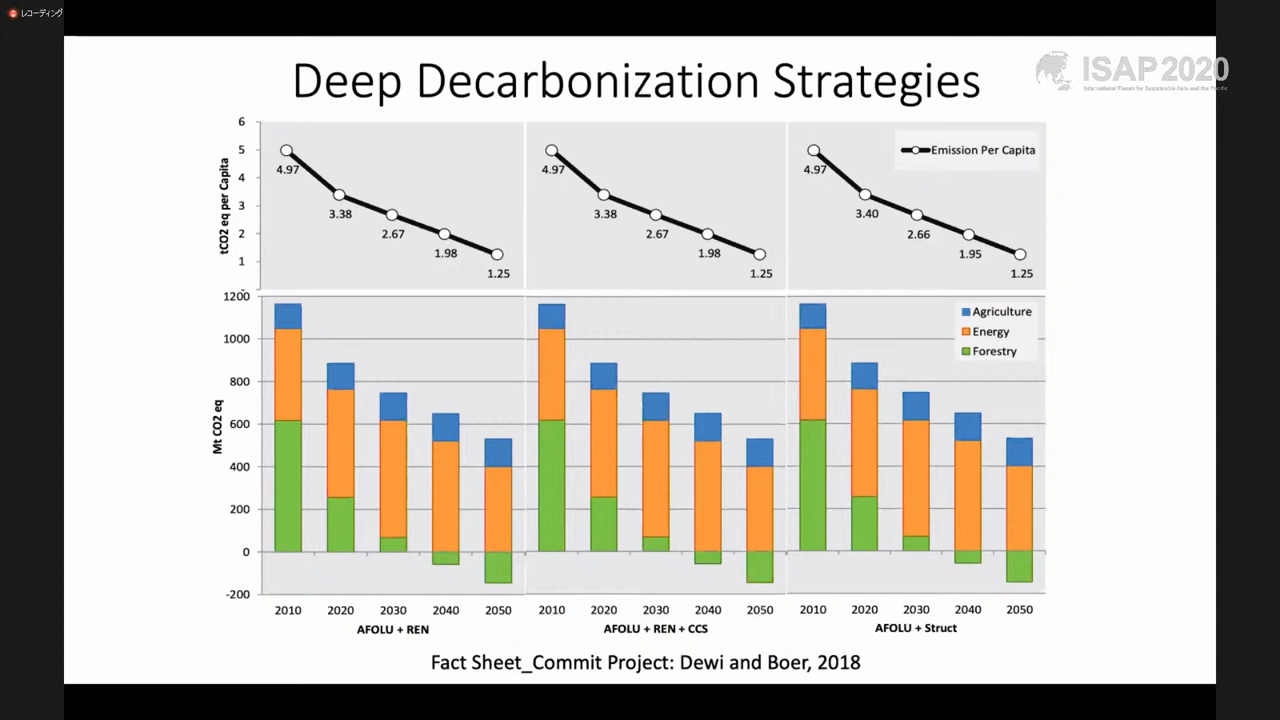 レコーディング
Deep Decarbonization Strategies
ISAP 2020
International Forum for Sustainable Asia and the Pacific
tCO2 eq per Capita
6
5
4
3
2
1
-
4.97
3.38
2.67
1.98
1.25
4.97
3.38
2.67
1.98
1.25
Emission Per Capita
4.97
3.40
2.66
1.95
1.25
Mt CO2 eq
1200
1000
800
600
400
200
0
-200
Agriculture
Energy
Forestry
2010 2020 2030 2040 2050
2010 2020 2030 2040 2050
2010 2020 2030 2040 2050
AFOLU + REN
AFOLU + REN + CCS
AFOLU + Struct
Fact Sheet_Commit Project: Dewi and Boer, 2018